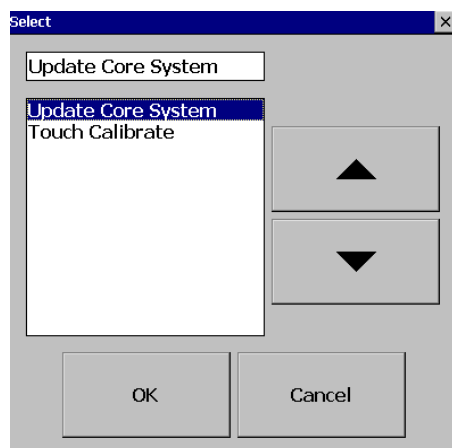 Select
Update Core System
Update Core System
Touch Calibrate
OK
Cancel